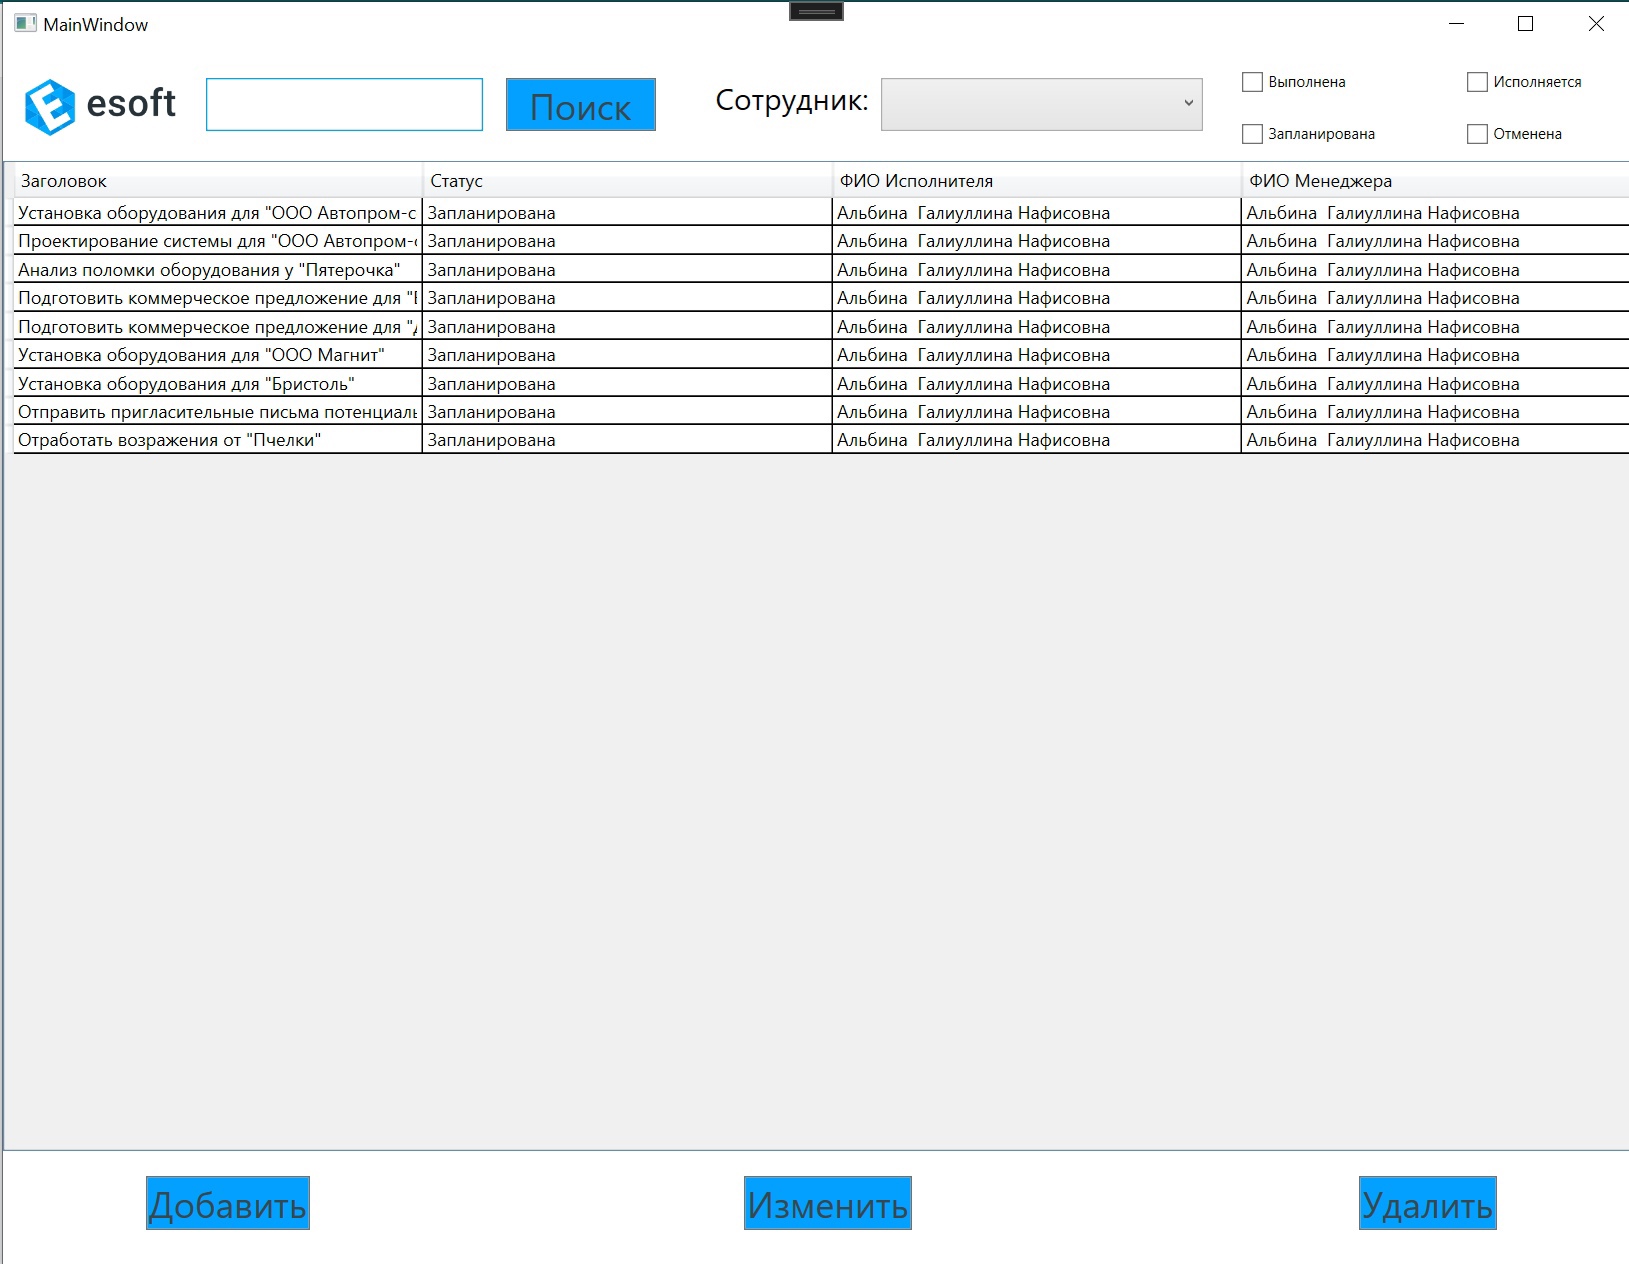 MainWindow
esoft
Поиск
Сотрудник:
Выполнена
Исполняется
Запланирована
Отменена
Заголовок Статус ФИО Исполнителя ФИО Менеджера
Установка оборудования для "ООО Автопром-с Запланирована Альбина Галиуллина Нафисовна Альбина Галиуллина Нафисовна
Проектирование системы для "ООО Автопром- Запланирована Альбина Галиуллина Нафисовна Альбина Галиуллина Нафисовна
Анализ поломки оборудования у "Пятерочка" Запланирована Альбина Галиуллина Нафисовна Альбина Галиуллина Нафисовна
Подготовить коммерческое предложение для " Запланирована Альбина Галиуллина Нафисовна Альбина Галиуллина Нафисовна
Подготовить коммерческое предложение для " Запланирована Альбина Галиуллина Нафисовна Альбина Галиуллина Нафисовна
Установка оборудования для "ООО Магнит" Запланирована Альбина Галиуллина Нафисовна Альбина Галиуллина Нафисовна
Установка оборудования для "Бристоль" Запланирована Альбина Галиуллина Нафисовна Альбина Галиуллина Нафисовна
Отправить пригласительные письма потенциаль Запланирована Альбина Галиуллина Нафисовна Альбина Галиуллина Нафисовна
Отработать возражения от "Пчелки" Запланирована Альбина Галиуллина Нафисовна Альбина Галиуллина Нафисовна
Добавить
Изменить
Удалить